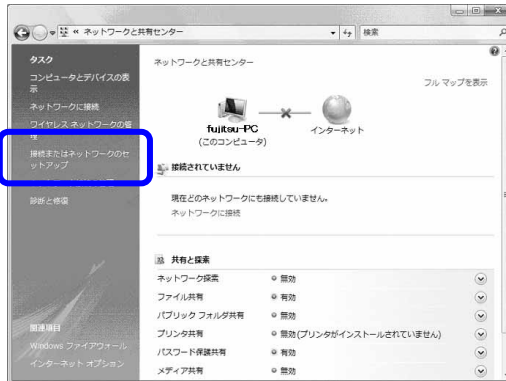 « ネットワークと共有センター
検索
タスク
コンピュータとデバイスの表
示
ネットワークに接続
ワイヤレス ネットワークの管
理
接続またはネットワークのセ
ットアップ
診断と修復
関連項目
Windows ファイアウォール
インターネット オプション
ネットワークと共有センター
フル マップを表示
fujitsu-PC
(このコンピュータ)
インターネット
接続されていません
現在どのネットワークにも接続していません。
ネットワークに接続
共有と探索
ネットワーク探索 無効
ファイル共有 有効
パブリック フォルダ共有 無効
プリンタ共有 無効(プリンタがインストールされていません)
パスワード保護共有 有効
メディア共有 無効